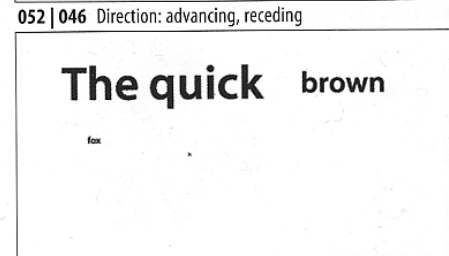 052 | 046 Direction: advancing, receding
The quick brown
fox